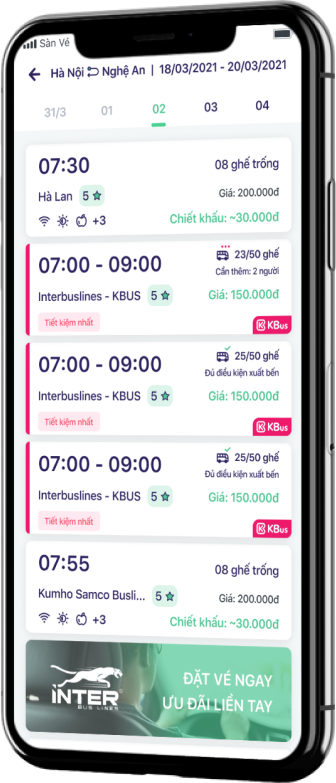 Sàn Vé
Hà Nội Nghệ An | 18/03/2021 - 20/03/2021
31/3 01 02 03 04
07:30 08 ghế trống
Hà Lan 5 Giá: 200.000đ
+3 Chiết khấu: ~30.000đ
07:00 - 09:00 23/50 ghế
Cần thêm: 2 người
Interbuslines - KBUS 5 Giá: 150.000đ
Tiết kiệm nhất
KBus
07:00 - 09:00 25/50 ghế
Đủ điều kiện xuất bến
Interbuslines - KBUS 5 Giá: 150.000đ
Tiết kiệm nhất
KBus
07:00 - 09:00 25/50 ghế
Đủ điều kiện xuất bến
Interbuslines - KBUS 5 Giá: 150.000đ
Tiết kiệm nhất
KBus
07:55 08 ghế trống
Kumho Samco Busli... 5 Giá: 200.000đ
+3 Chiết khấu: ~30.000đ
INTER
BUS LINES
ĐẶT VÉ NGAY
ƯU ĐÃI LIỀN TAY